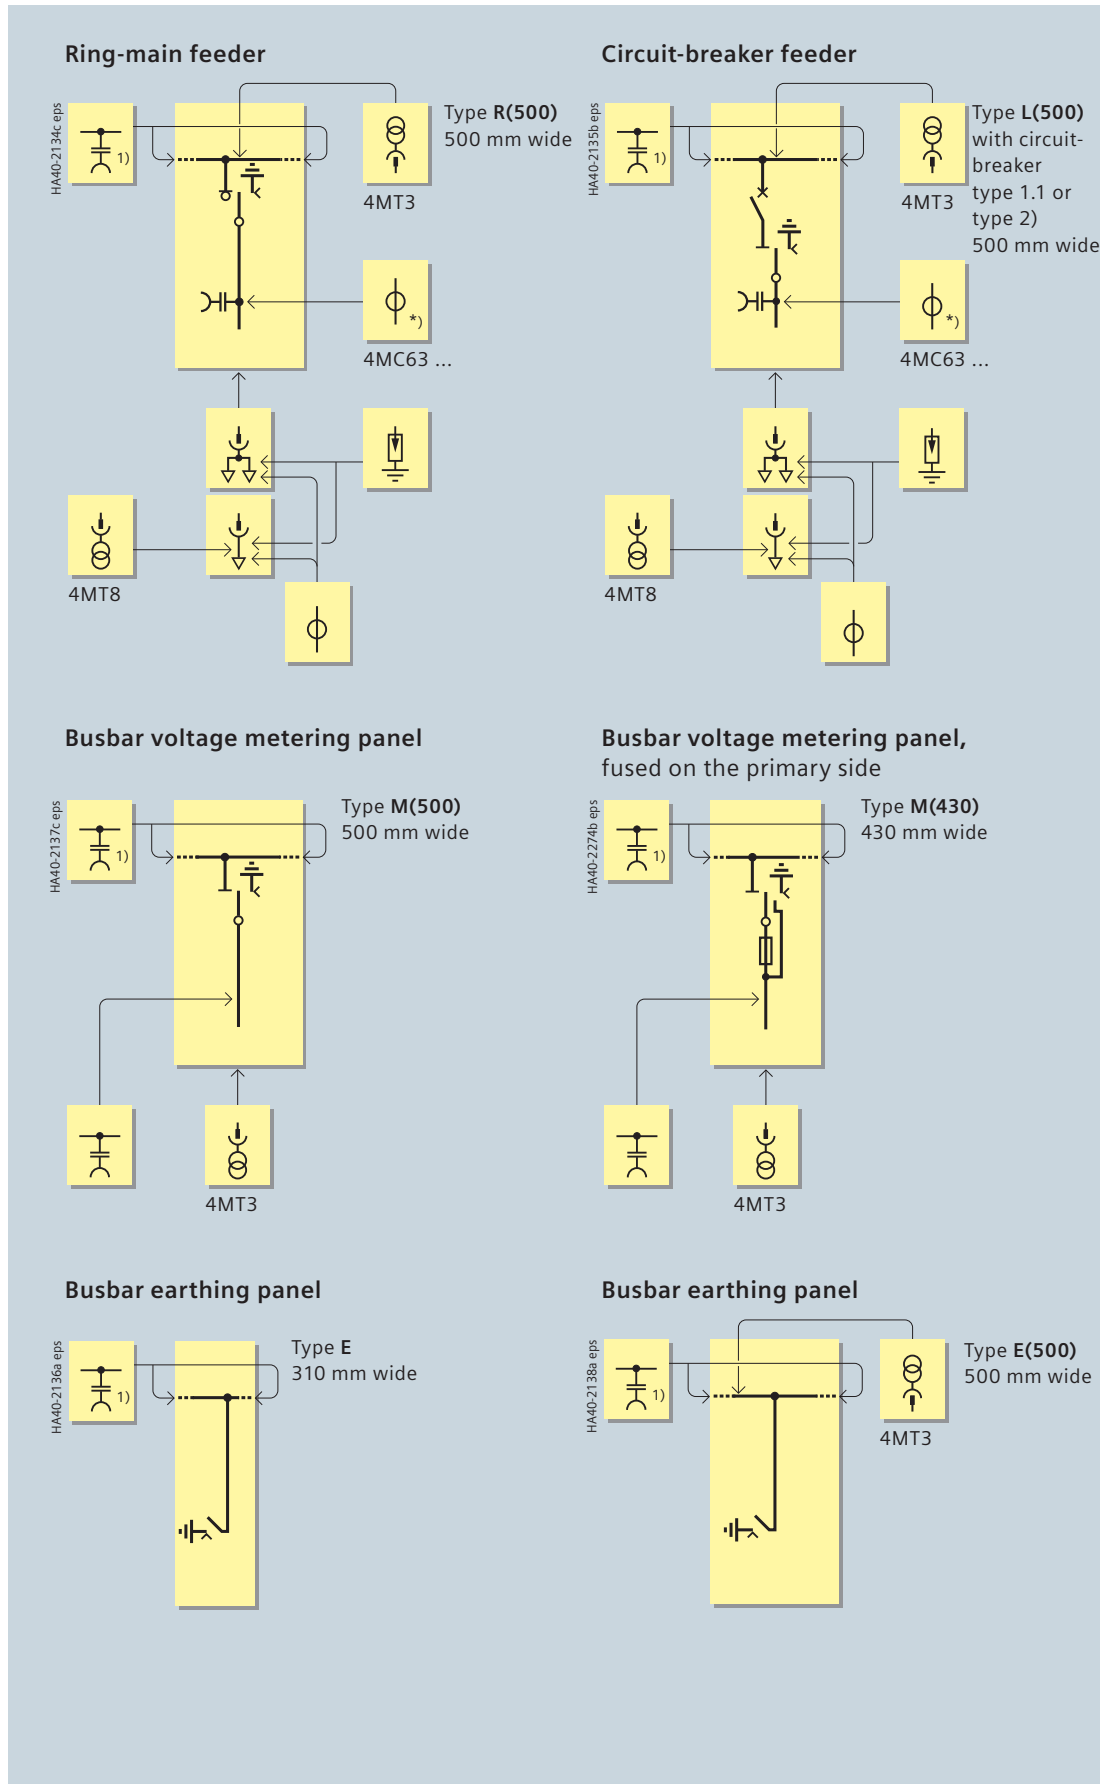 Ring-main feeder
HA40-2134c eps
1)
4MT3
Type R(500)
500 mm wide
*)
4MC63 ...
4MT8
Circuit-breaker feeder
HA40-2135b eps
1)
4MT3
Type L(500)
with circuit-
breaker
type 1.1 or
type 2)
500 mm wide
*)
4MC63 ...
4MT8
Busbar voltage metering panel
HA40-2137c eps
1)
Type M(500)
500 mm wide
4MT3
Busbar voltage metering panel,
fused on the primary side
HA40-2274b eps
1)
Type M(430)
430 mm wide
4MT3
Busbar earthing panel
HA40-2136a eps
1)
Type E
310 mm wide
Busbar earthing panel
HA40-2138a eps
1)
4MT3
Type E(500)
500 mm wide